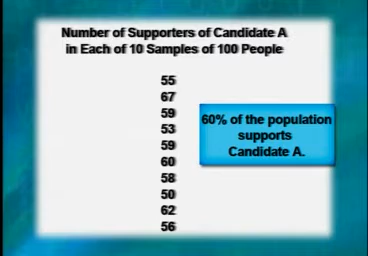 Number of Supporters of Candidate A
in Each of 10 Samples of 100 People
55
67
59
53
59
60
58
50
62
56
60% of the population
supports
Candidate A.